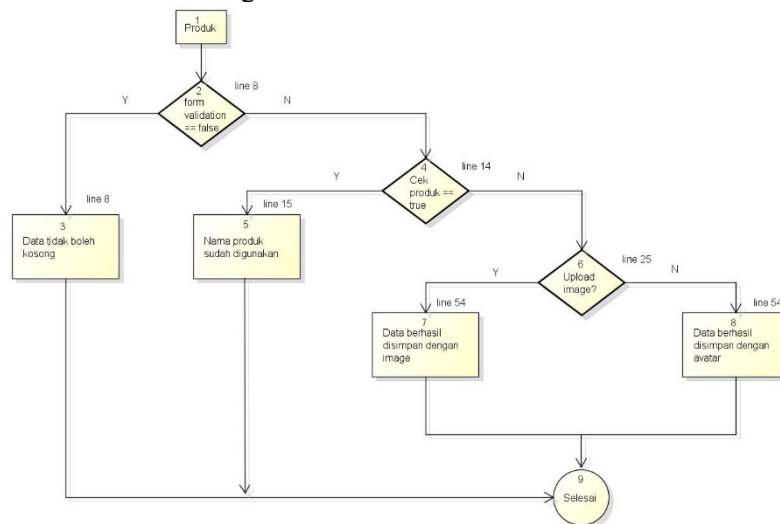 1
Produk
line 8
Y
2
N
form
validation
== false
line 14
Y
4
N
Cek
produk ==
true
line 8
3
Data tidak boleh
kosong
line 15
5
Nama produk
sudah digunakan
line 25
Y
6
N
Upload
image?
line 54
7
Data berhasil
disimpan dengan
image
line 54
8
Data berhasil
disimpan dengan
avatar
9
Selesai